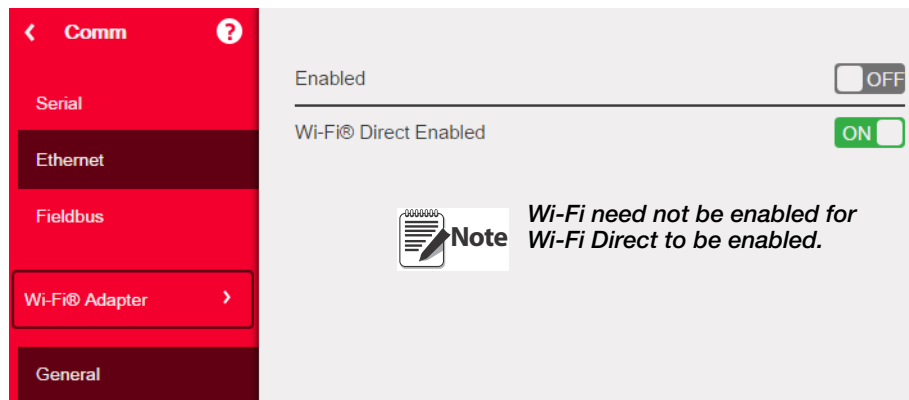 Comm
?
Serial
Ethernet
Fieldbus
Wi-Fi® Adapter
General
Enabled
OFF
Wi-Fi® Direct Enabled
ON
Note
Wi-Fi need not be enabled for
Wi-Fi Direct to be enabled.